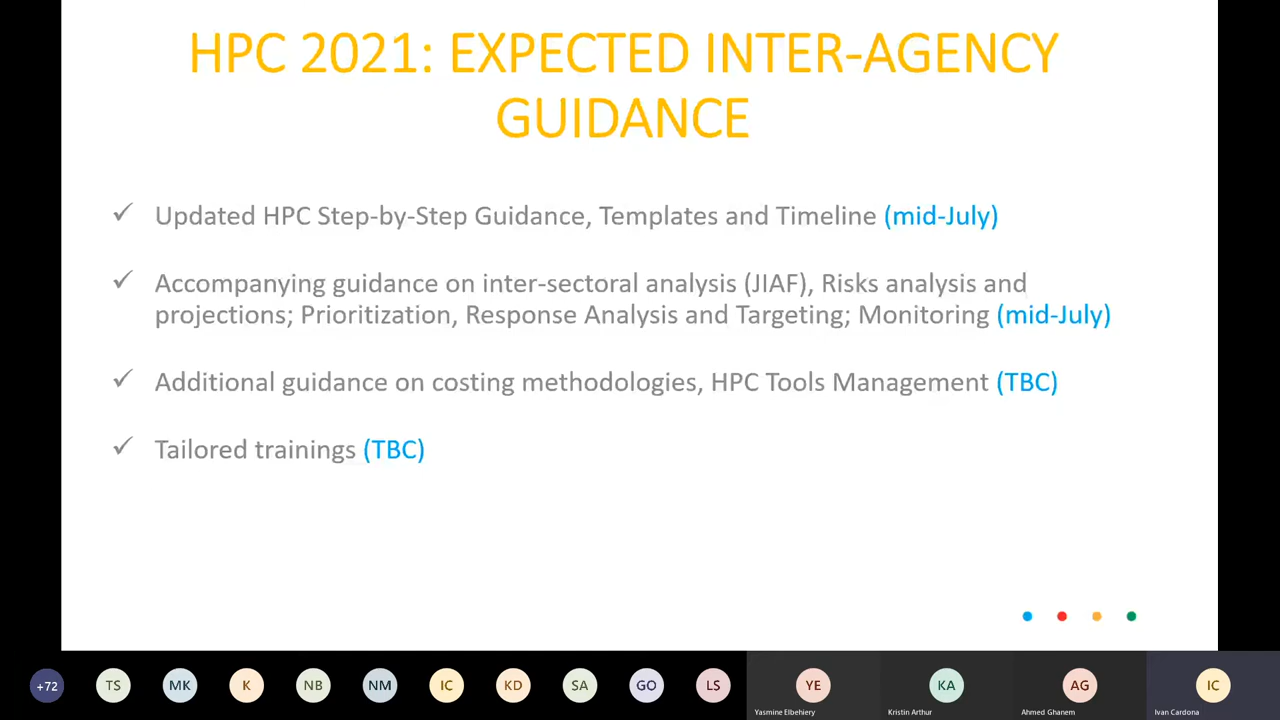 HPC 2021: EXPECTED INTER-AGENCY
GUIDANCE
✓ Updated HPC Step-by-Step Guidance, Templates and Timeline (mid-July)
✓ Accompanying guidance on inter-sectoral analysis (JIAF), Risks analysis and
projections; Prioritization, Response Analysis and Targeting; Monitoring (mid-July)
✓ Additional guidance on costing methodologies, HPC Tools Management (TBC)
✓ Tailored trainings (TBC)
+72 TS MK K NB NM IC KD SA GO LS YE KA AG IC
Yasmine Elbehiery Kristin Arthur Ahmed Ghanem Ivan Cardona